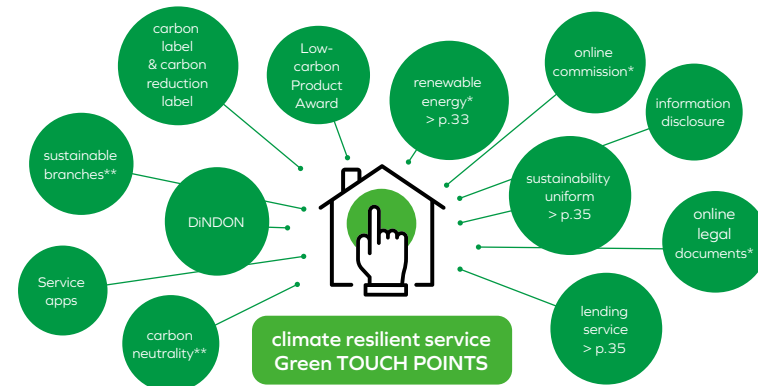 carbon
label
& carbon
reduction
label
Low-
carbon
Product
Award
renewable
energy*
> p.33
online
commission*
information
disclosure
sustainable
branches**
DiNDON
sustainability
uniform
> p.35
online
legal
documents*
Service
apps
carbon
neutrality**
lending
service
> p.35
climate resilient service
Green TOUCH POINTS